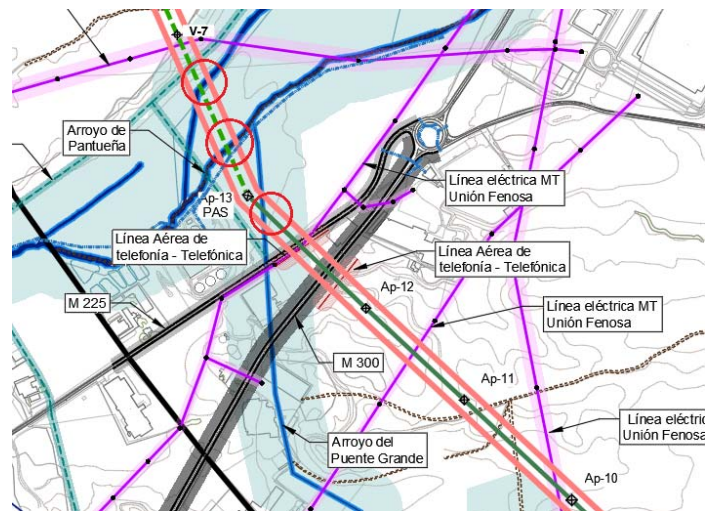 V-7
Arroyo de
Pantueña
Línea eléctrica MT
Unión Fenosa
Ap-13
PAS
Línea Aérea de
telefonía - Telefónica
Línea Aérea de
telefonía - Telefónica
Ap-12
M 225
Línea eléctrica MT
Unión Fenosa
M 300
Ap-11
Línea eléctric
Unión Fenosa
Arroyo del
Puente Grande
Ap-10